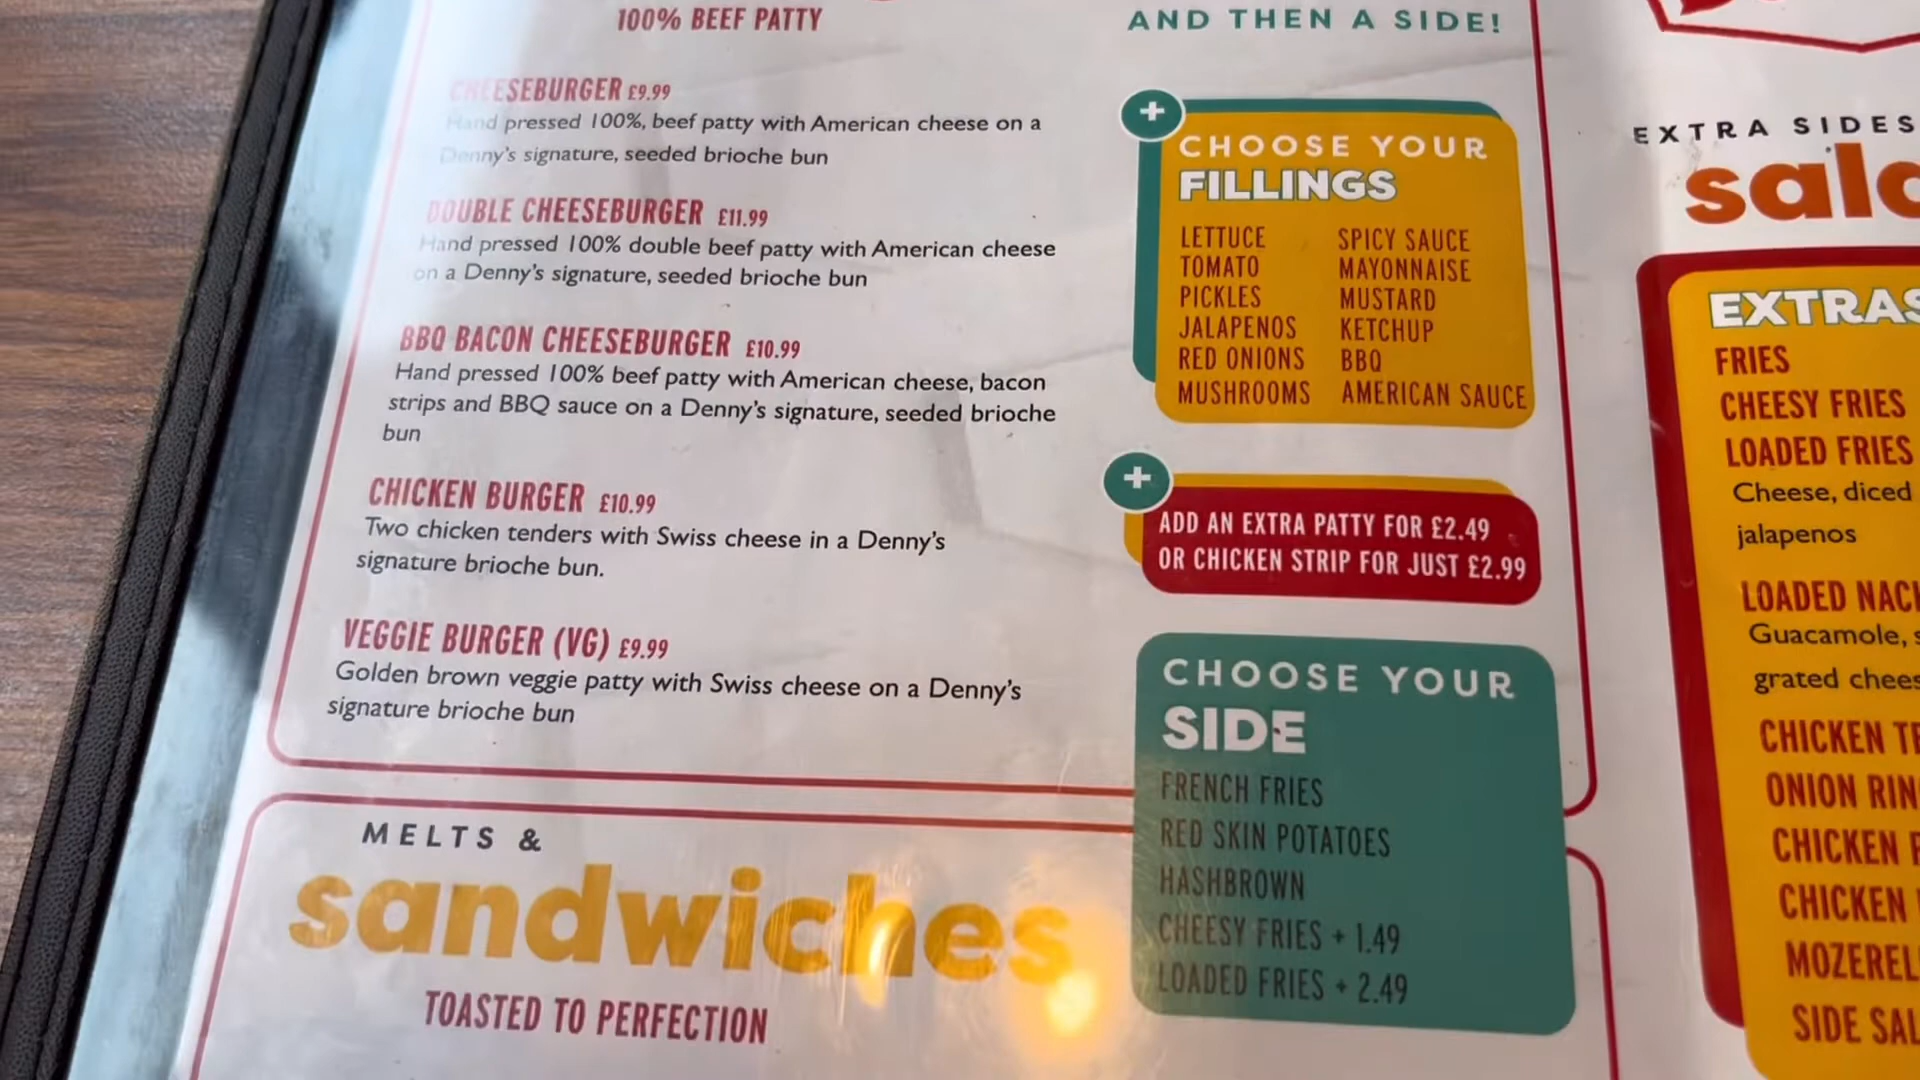 100% BEEF PATTY
CHEESEBURGER £9.99
Hand pressed 100%, beef patty with American cheese on a
Denny's signature, seeded brioche bun
DOUBLE CHEESEBURGER £11.99
Hand pressed 100% double beef patty with American cheese
on a Denny's signature, seeded brioche bun
BBQ BACON CHEESEBURGER £10.99
Hand pressed 100% beef patty with American cheese, bacon
strips and BBQ sauce on a Denny's signature, seeded brioche
bun
CHICKEN BURGER £10.99
Two chicken tenders with Swiss cheese in a Denny's
signature brioche bun.
VEGGIE BURGER (VG) £9.99
Golden brown veggie patty with Swiss cheese on a Denny's
signature brioche bun
MELTS &
sandwiches
TOASTED TO PERFECTION
AND THEN A SIDE!
+
CHOOSE YOUR
FILLINGS
LETTUCE SPICY SAUCE
TOMATO MAYONNAISE
PICKLES MUSTARD
JALAPENOS KETCHUP
RED ONIONS BBQ
MUSHROOMS AMERICAN SAUCE
+
ADD AN EXTRA PATTY FOR £2.49
OR CHICKEN STRIP FOR JUST £2.99
CHOOSE YOUR
SIDE
FRENCH FRIES
RED SKIN POTATOES
HASHBROWN
CHEESY FRIES + 1.49
LOADED FRIES + 2.49
EXTRA SIDES
EXTRAS
FRIES
CHEESY FRIES
LOADED FRIES
Cheese, diced
jalapenos
LOADED
Guacamole,
grated
CHICKEN
ONION
CHICKEN
CHICKEN
SIDE